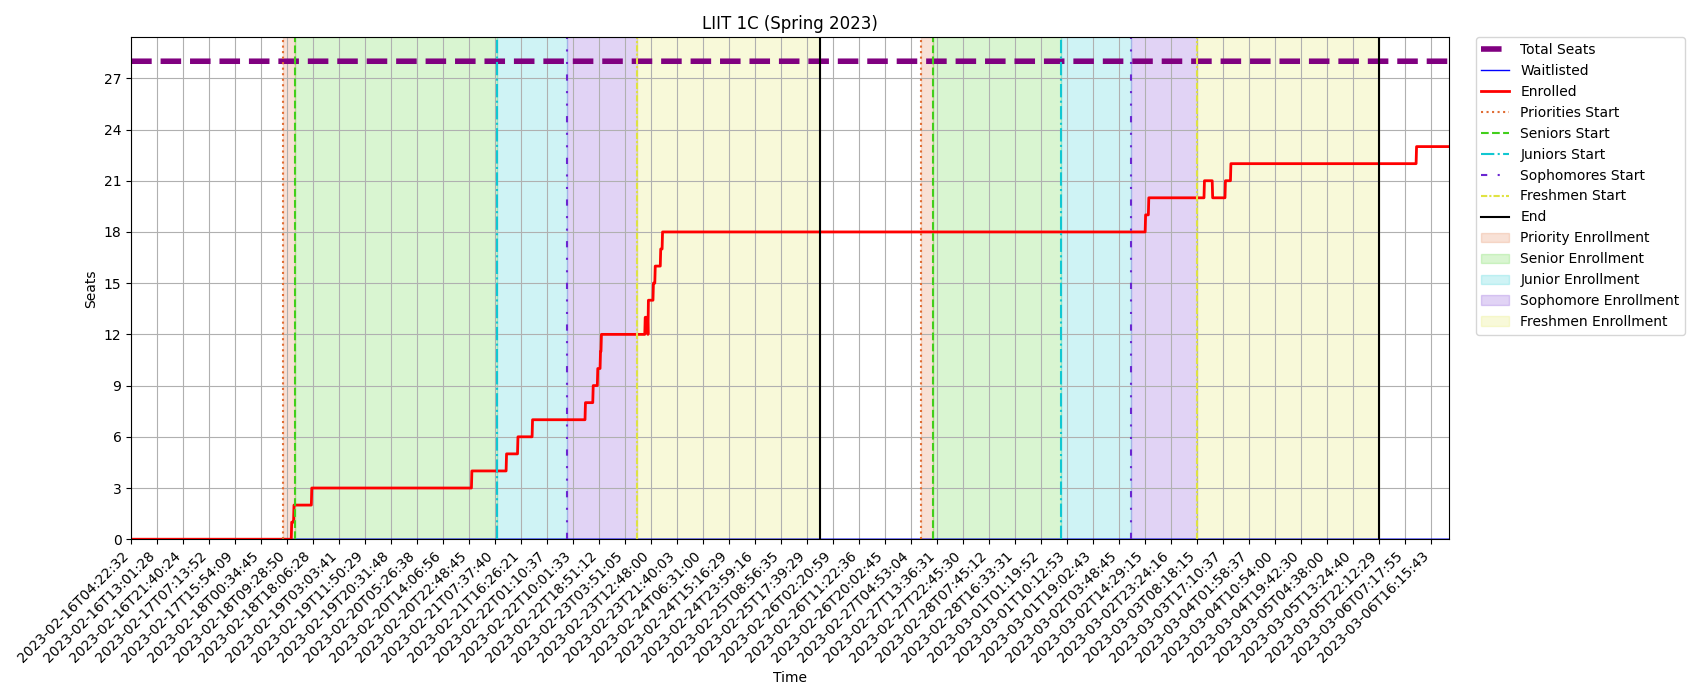 LIIT 1C (Spring 2023)
Total Seats
Waitlisted
Enrolled
Priorities Start
Seniors Start
Juniors Start
Sophomores Start
Freshmen Start
End
Priority Enrollment
Senior Enrollment
Junior Enrollment
Sophomore Enrollment
Freshmen Enrollment
Seats
27
24
21
18
15
12
9
6
3
0
2023-02-16T04:22:32
2023-02-16T13:01:28
2023-02-16T21:40:24
2023-02-17T07:13:52
2023-02-17T15:54:09
2023-02-18T00:34:45
2023-02-18T09:28:50
2023-02-18T18:06:28
2023-02-19T03:03:41
2023-02-19T11:50:29
2023-02-19T20:31:48
2023-02-20T05:26:38
2023-02-20T14:06:56
2023-02-20T22:48:45
2023-02-21T07:37:40
2023-02-21T16:26:21
2023-02-22T01:10:37
2023-02-22T10:01:33
2023-02-22T18:51:12
2023-02-23T03:51:05
2023-02-23T12:48:00
2023-02-23T21:40:03
2023-02-24T06:31:00
2023-02-24T15:16:29
2023-02-24T23:59:16
2023-02-25T08:56:35
2023-02-25T17:39:29
2023-02-26T02:20:59
2023-02-26T11:22:36
2023-02-26T20:02:45
2023-02-27T04:53:04
2023-02-27T13:36:31
2023-02-27T22:45:30
2023-02-28T07:45:12
2023-02-28T16:33:31
2023-03-01T01:19:52
2023-03-01T10:12:53
2023-03-01T19:02:43
2023-03-02T03:48:45
2023-03-02T14:29:15
2023-03-02T23:24:16
2023-03-03T08:18:15
2023-03-03T17:10:37
2023-03-04T01:58:37
2023-03-04T10:54:00
2023-03-04T19:42:30
2023-03-05T04:38:00
2023-03-05T13:24:40
2023-03-05T22:12:29
2023-03-06T07:17:55
2023-03-06T16:15:43
Time